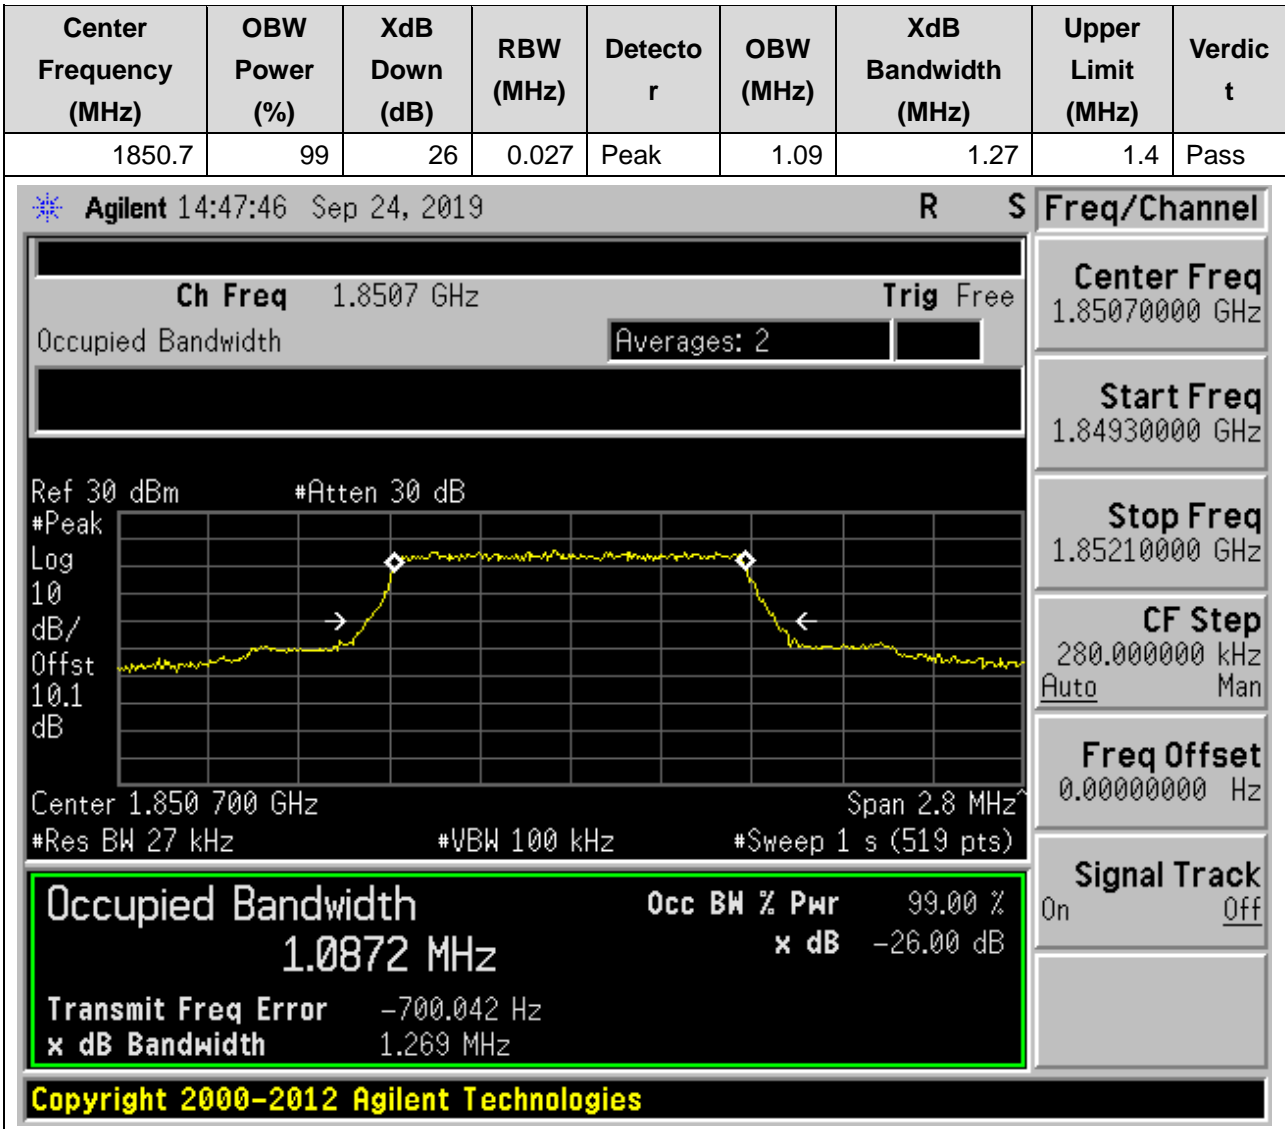 Center Frequency (MHz) OBW Power (%) XdB Down (dB) RBW (MHz) Detecto r OBW (MHz) XdB Bandwidth (MHz) Upper Limit (MHz) Verdic t
1850.7 99 26 0.027 Peak 1.09 1.27 1.4 Pass
Agilent 14:47:46 Sep 24, 2019 R S
Freq/Channel
Ch Freq 1.8507 GHz Trig Free
Occupied Bandwidth Averages: 2
Center Freq
1.85070000 GHz
Start Freq
1.84930000 GHz
Stop Freq
1.85210000 GHz
CF Step
280.000000 kHz
Auto Man
Freq Offset
0.00000000 Hz
Signal Track
On Off
Ref 30 dBm #Atten 30 dB
#Peak
Log
10
dB/
Offst
10.1
dB
Center 1.850 700 GHz Span 2.8 MHz^
#Res BW 27 kHz #VBW 100 kHz #Sweep 1 s (519 pts)
Occupied Bandwidth Occ BW % Pwr 99.00 %
1.0872 MHz x dB -26.00 dB
Transmit Freq Error -700.042 Hz
x dB Bandwidth 1.269 MHz
Copyright 2000-2012 Agilent Technologies